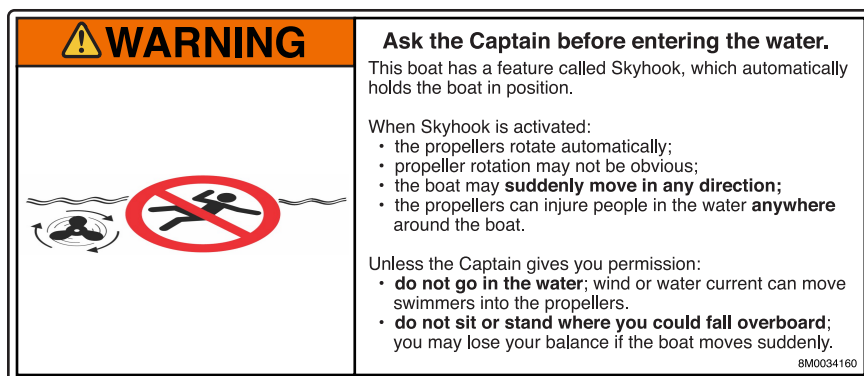 WARNING
Ask the Captain before entering the water.
This boat has a feature called Skyhook, which automatically
holds the boat in position.
When Skyhook is activated:
• the propellers rotate automatically;
• propeller rotation may not be obvious;
• the boat may suddenly move in any direction;
• the propellers can injure people in the water anywhere
around the boat.
Unless the Captain gives you permission:
• do not go in the water; wind or water current can move
swimmers into the propellers.
• do not sit or stand where you could fall overboard;
you may lose your balance if the boat moves suddenly.
8M0034160